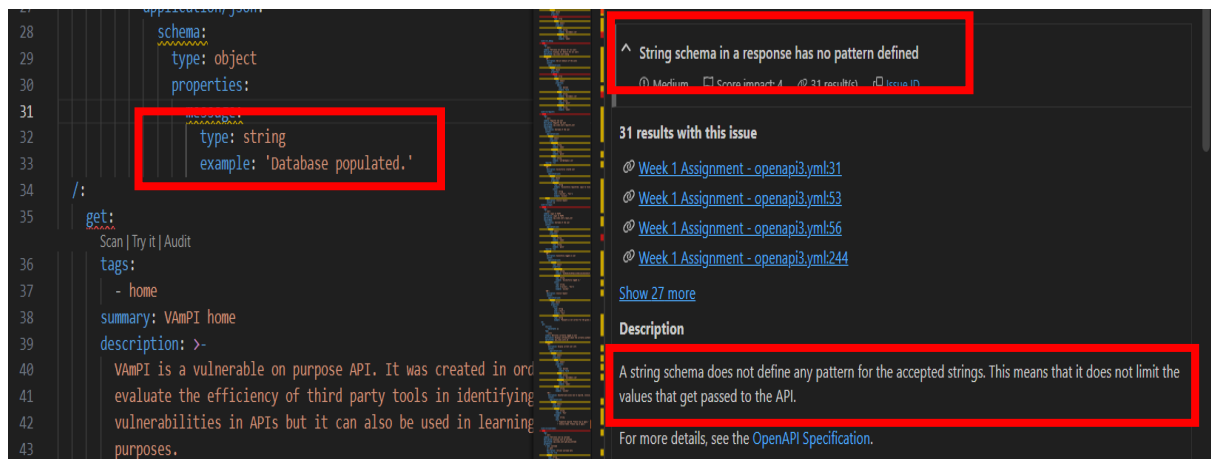 27 application/json:
28 schema:
29 type: object
30 properties:
31 message:
32 type: string
33 example: 'Database populated.'
34 /:
35 get:
Scan | Try it | Audit
36 tags:
37 - home
38 summary: VAmPI home
39 description: >-
40 VAmPI is a vulnerable on purpose API. It was created in ord
41 evaluate the efficiency of third party tools in identifying
42 vulnerabilities in APIs but it can also be used in learning
43 purposes.
String schema in a response has no pattern defined
Medium Score impact: 4 31 result(s) Issue ID
31 results with this issue
Week 1 Assignment - openapi3.yml:31
Week 1 Assignment - openapi3.yml:53
Week 1 Assignment - openapi3.yml:56
Week 1 Assignment - openapi3.yml:244
Show 27 more
Description
A string schema does not define any pattern for the accepted strings. This means that it does not limit the
values that get passed to the API.
For more details, see the OpenAPI Specification.